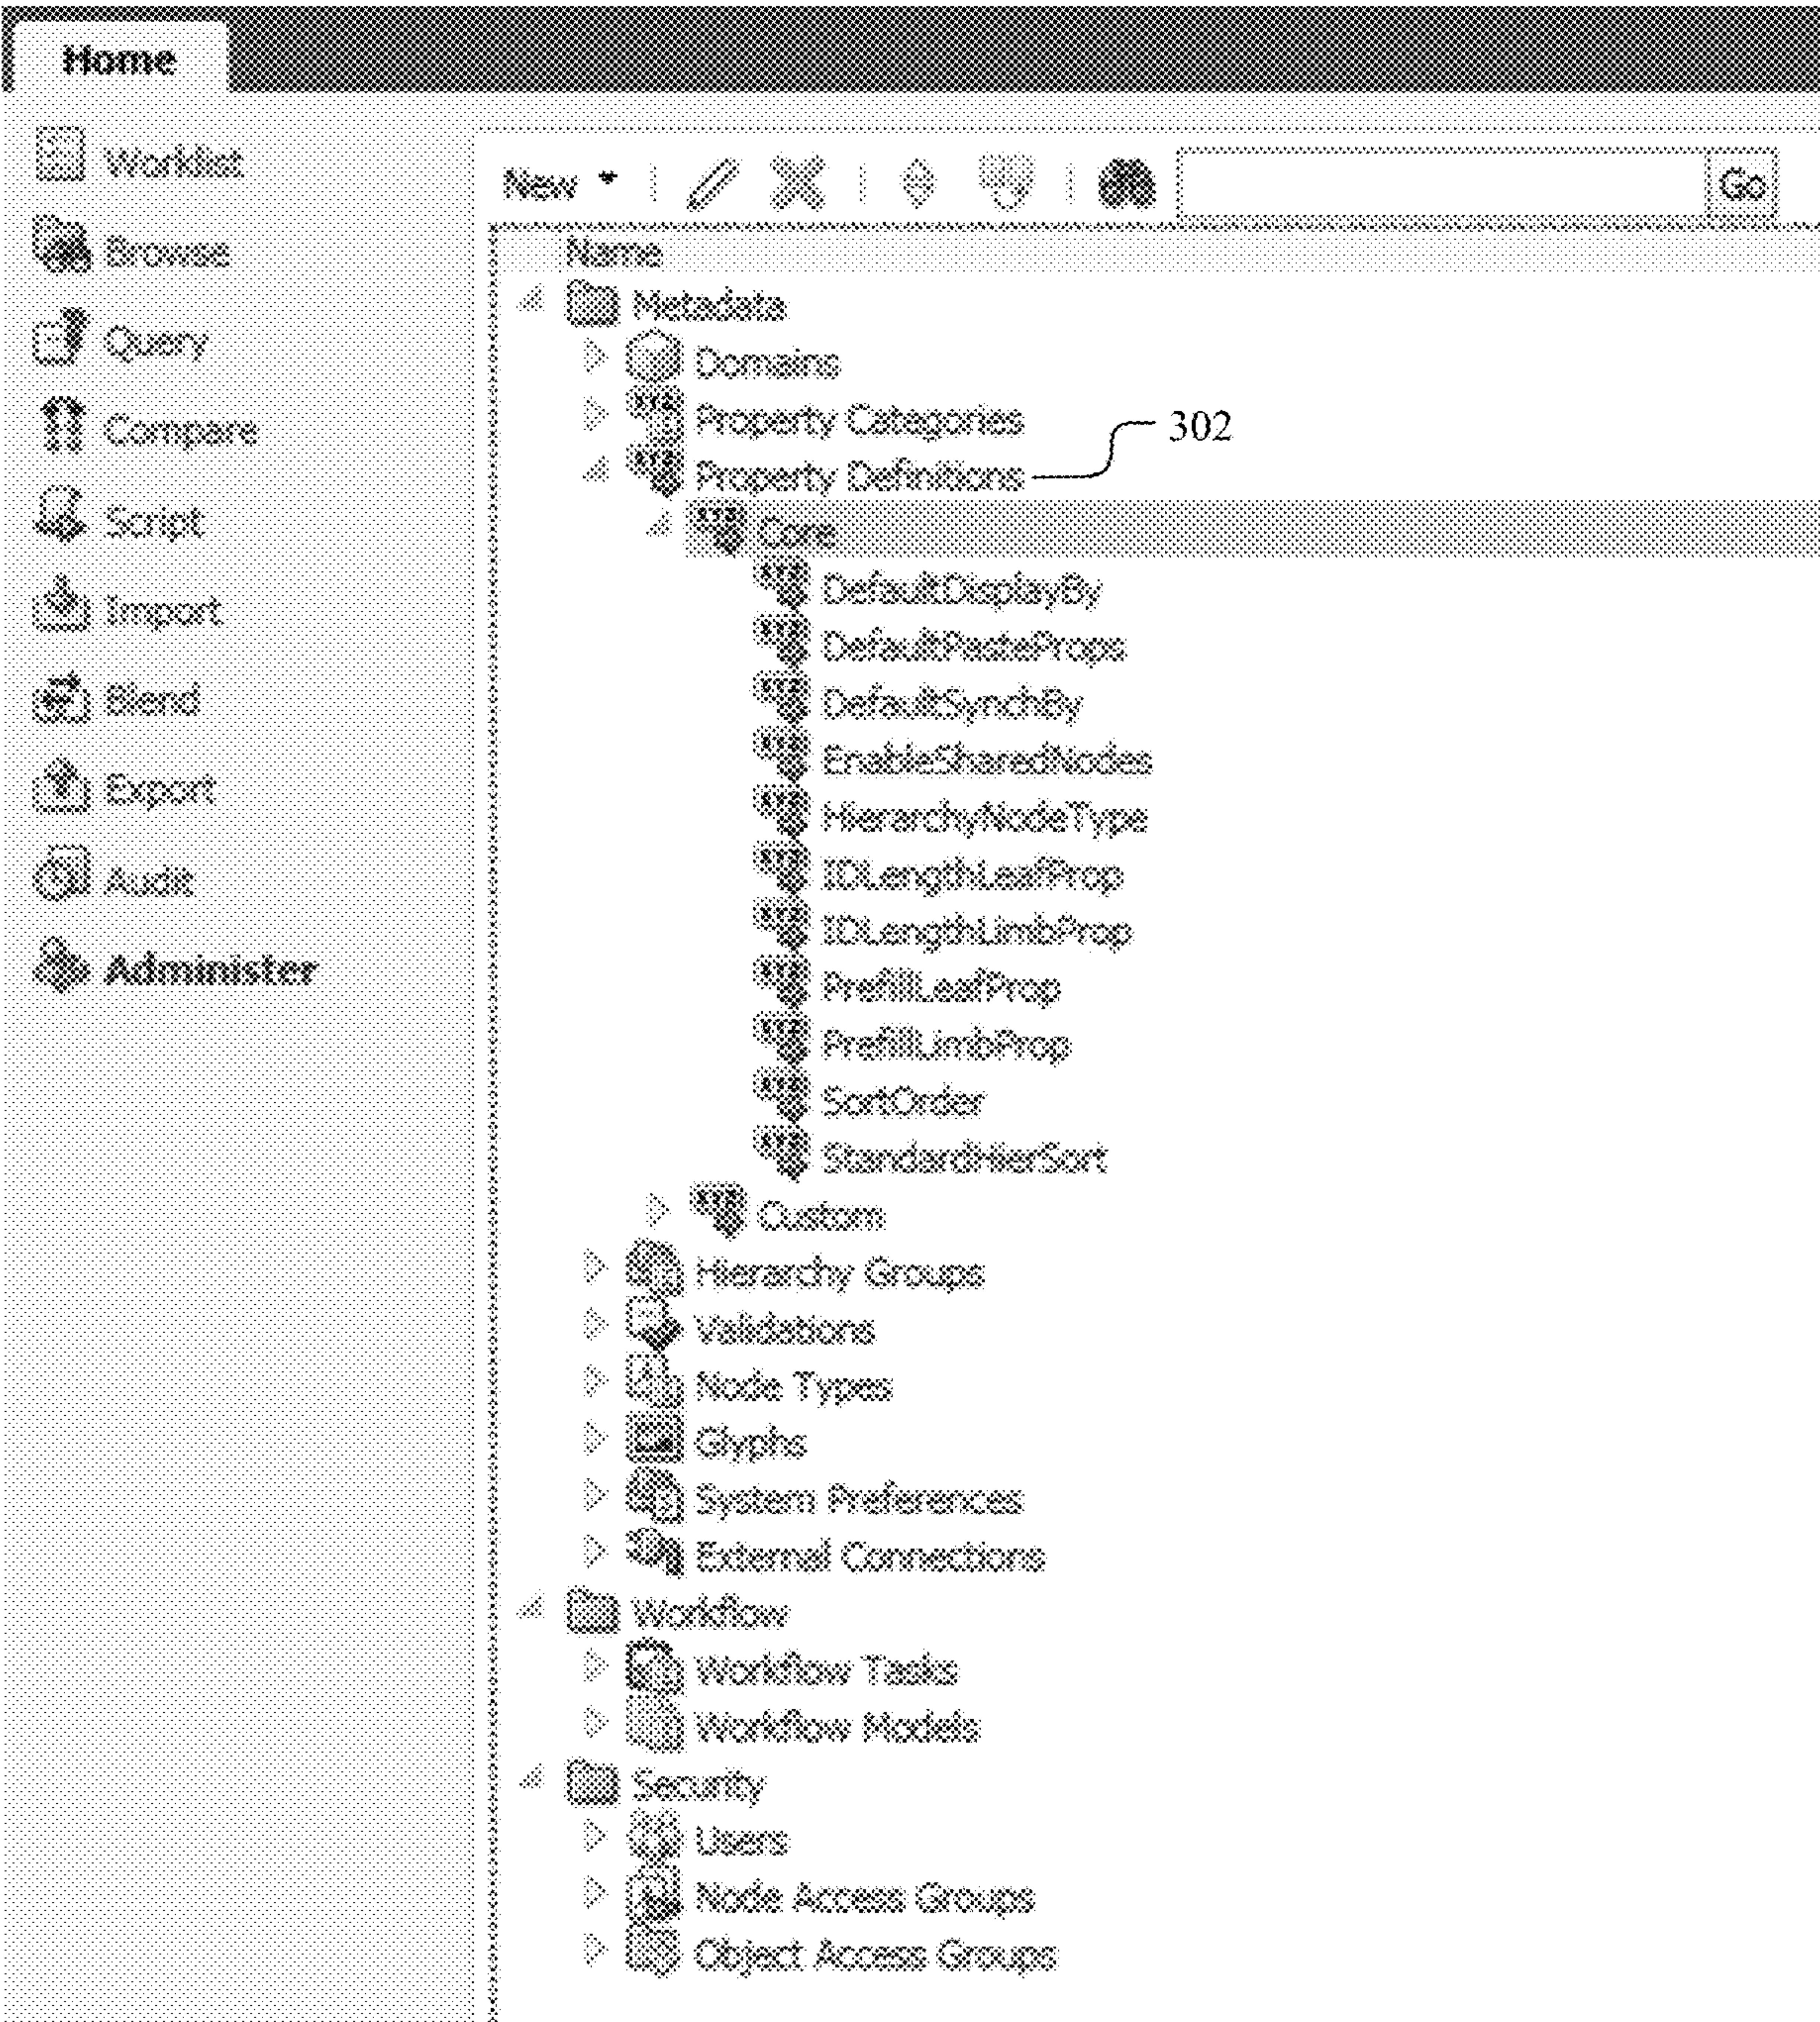 Home
Worklist
Browse
Query
Compare
Script
Import
Blend
Export
Audit
Administer
New Go
Name
Metadata
Domains
Property Categories
302
Property Definitions
Core
DefaultDisplayBy
DefaultPasteProps
DefaultSynchBy
EnableSharedNodes
HierarchyNodeType
IDLengthLeafProp
IDLengthLimbProp
PrefillLeafProp
PrefillLimbProp
SortOrder
StandardHierSort
Custom
Hierarchy Groups
Validations
Node Types
Glyphs
System Preferences
External Connections
Workflow
Workflow Tasks
Workflow Models
Security
Users
Node Access Groups
Object Access Groups